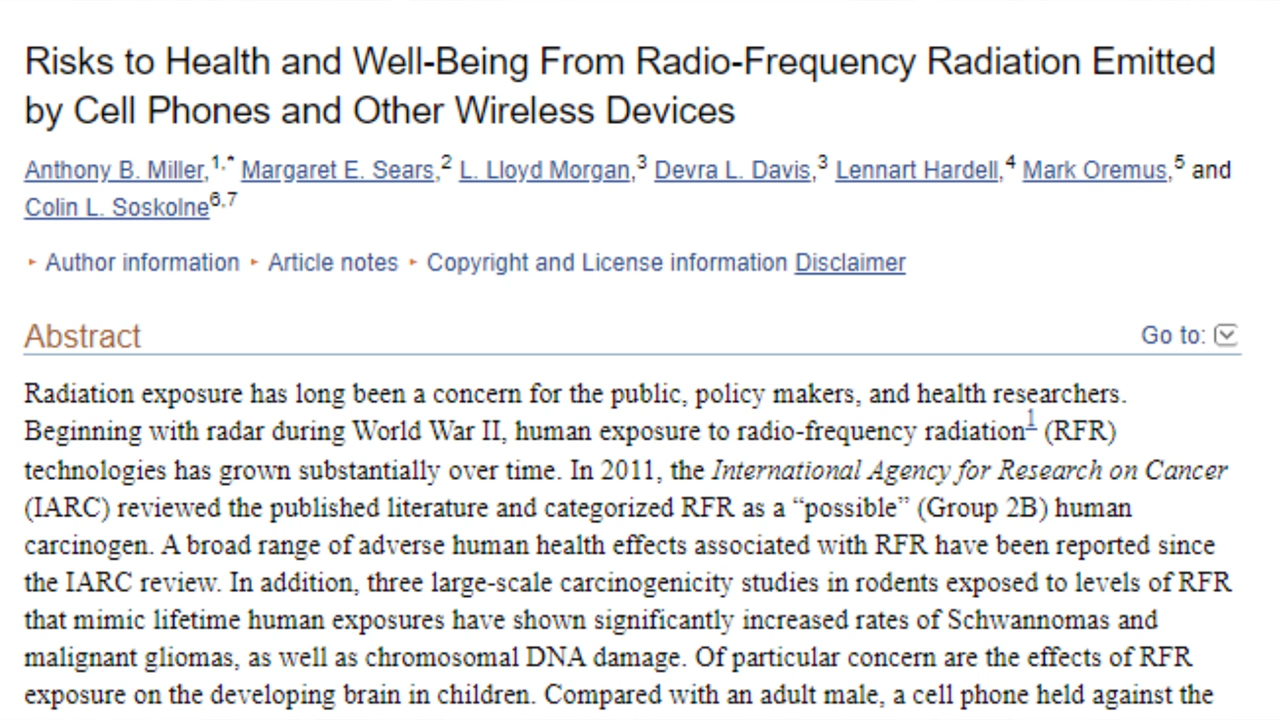 Risks to Health and Well-Being From Radio-Frequency Radiation Emitted
by Cell Phones and Other Wireless Devices
Anthony B. Miller,1,* Margaret E. Sears,2 L. Lloyd Morgan,3 Devra L. Davis,3 Lennart Hardell,4 Mark Oremus,5 and
Colin L. Soskolne6,7
▸ Author information ▸ Article notes ▸ Copyright and License information Disclaimer
Abstract Go to:
Radiation exposure has long been a concern for the public, policy makers, and health researchers.
Beginning with radar during World War II, human exposure to radio-frequency radiation1 (RFR)
technologies has grown substantially over time. In 2011, the International Agency for Research on Cancer
(IARC) reviewed the published literature and categorized RFR as a “possible” (Group 2B) human
carcinogen. A broad range of adverse human health effects associated with RFR have been reported since
the IARC review. In addition, three large-scale carcinogenicity studies in rodents exposed to levels of RFR
that mimic lifetime human exposures have shown significantly increased rates of Schwannomas and
malignant gliomas, as well as chromosomal DNA damage. Of particular concern are the effects of RFR
exposure on the developing brain in children. Compared with an adult male, a cell phone held against the